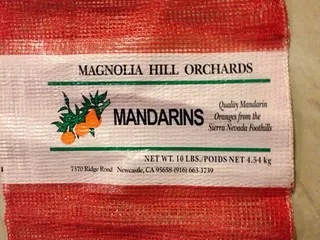 MAGNOLIA HILL ORCHARDS
MANDARINS
Quality Mandarin
Oranges from the
Sierra Nevada Foothills
NET WT. 10 LBS./POIDS NET 4.54 kg
7370 Ridge Road Newcastle, CA 95658-(916) 663-3739